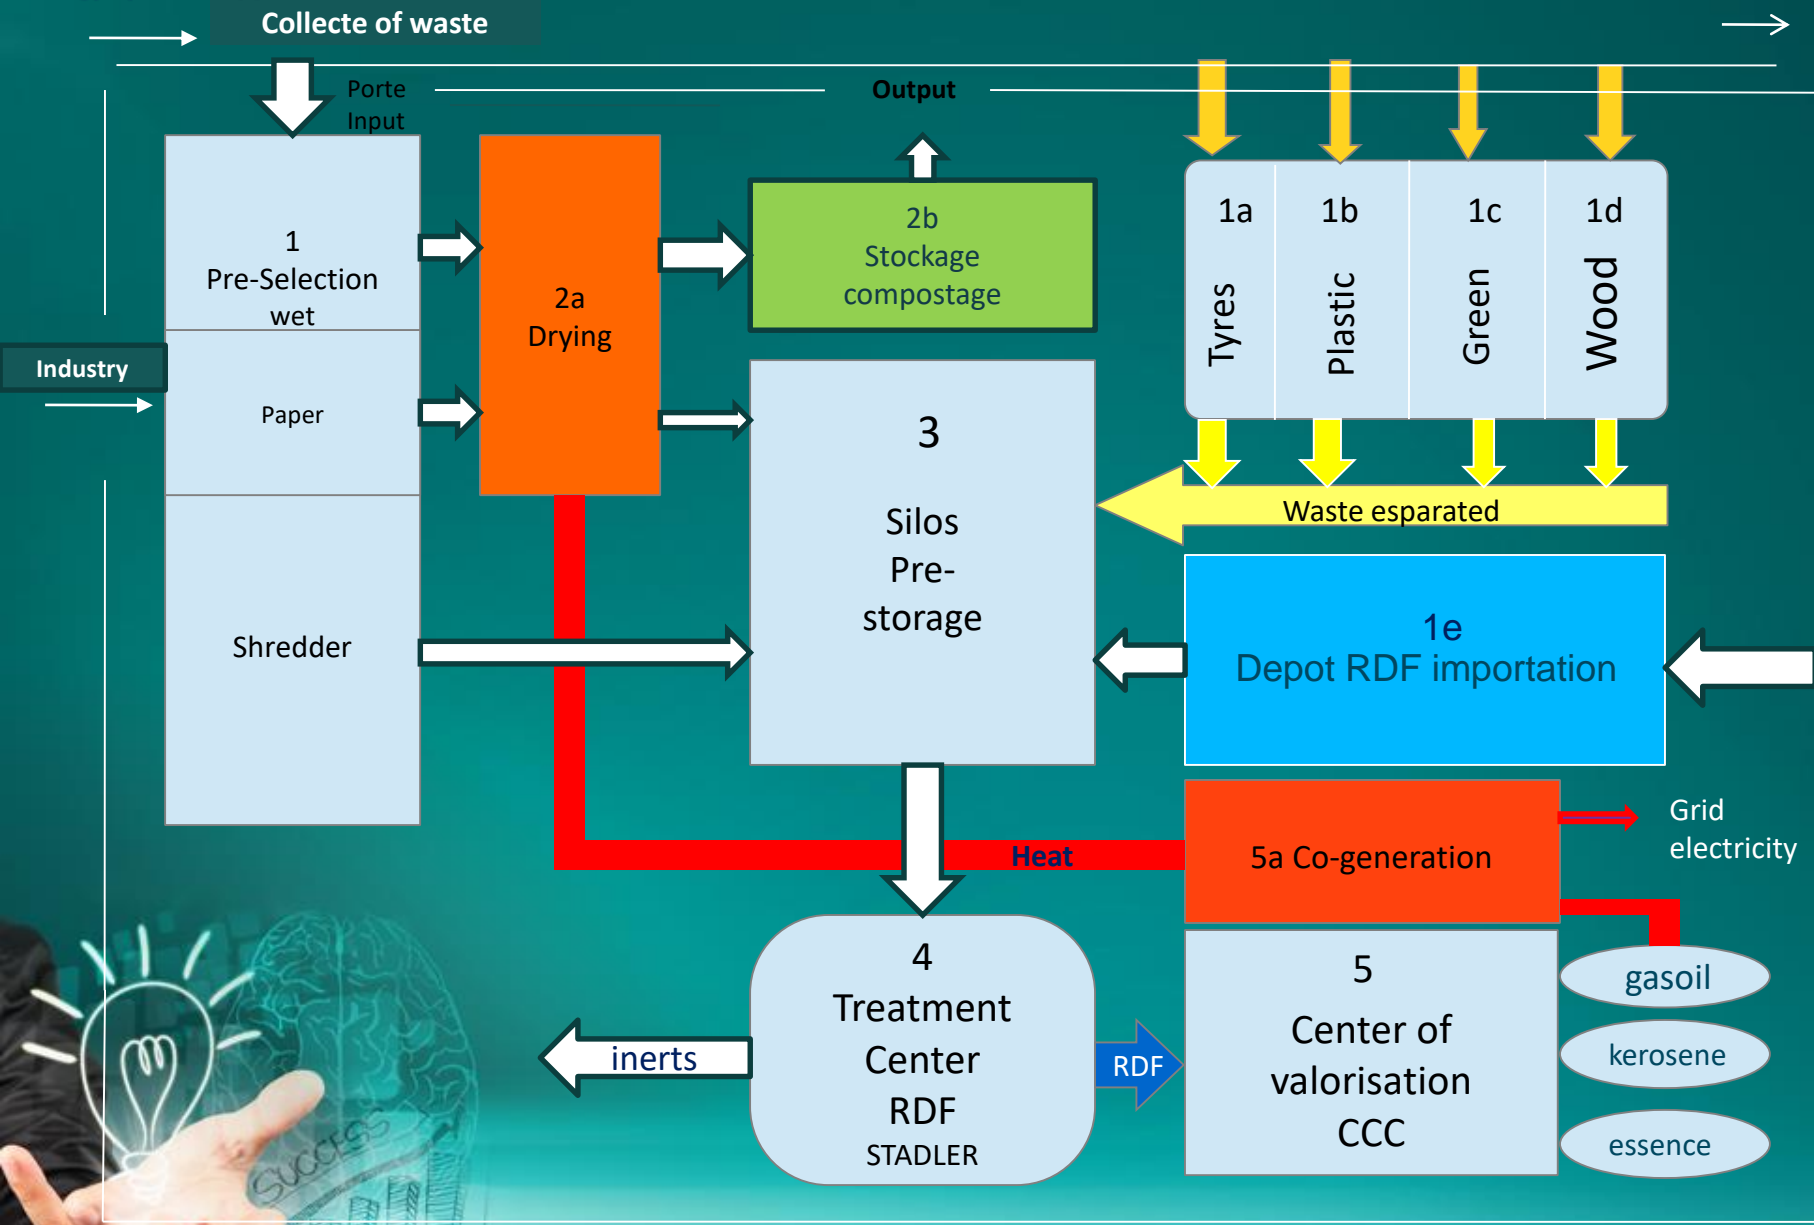 Collecte of waste
Porte
Input
Output
1
Pre-Selection
wet
Industry
Paper
Shredder
2a
Drying
2b
Stockage
compostage
1a
1b
1c
1d
Tyres
Plastic
Green
Wood
3
Silos
Pre-
storage
Waste esparated
1e
Depot RDF importation
Heat
5a Co-generation
Grid
electricity
4
Treatment
Center
RDF
STADLER
inerts
RDF
5
Center of
valorisation
CCC
gasoil
kerosene
essence
SUCCESS